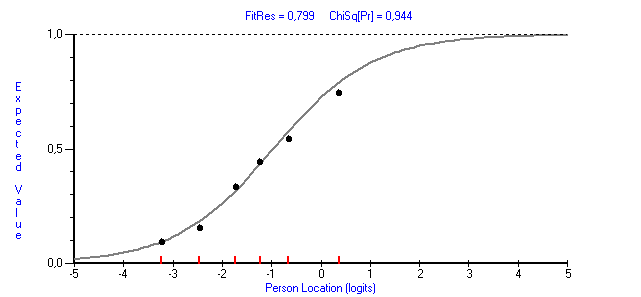 FitRes = 0,799 ChiSq[Pr] = 0,944
1,0
0,5
0,0
Expected Value
-5 -4 -3 -2 -1 0 1 2 3 4 5
Person Location (logits)